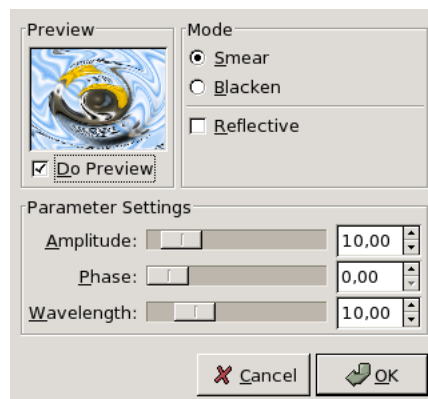 Preview
Do Preview
Mode
Smear
Blacken
Reflective
Parameter Settings
Amplitude: 10,00
Phase: 0,00
Wavelength: 10,00
Cancel OK